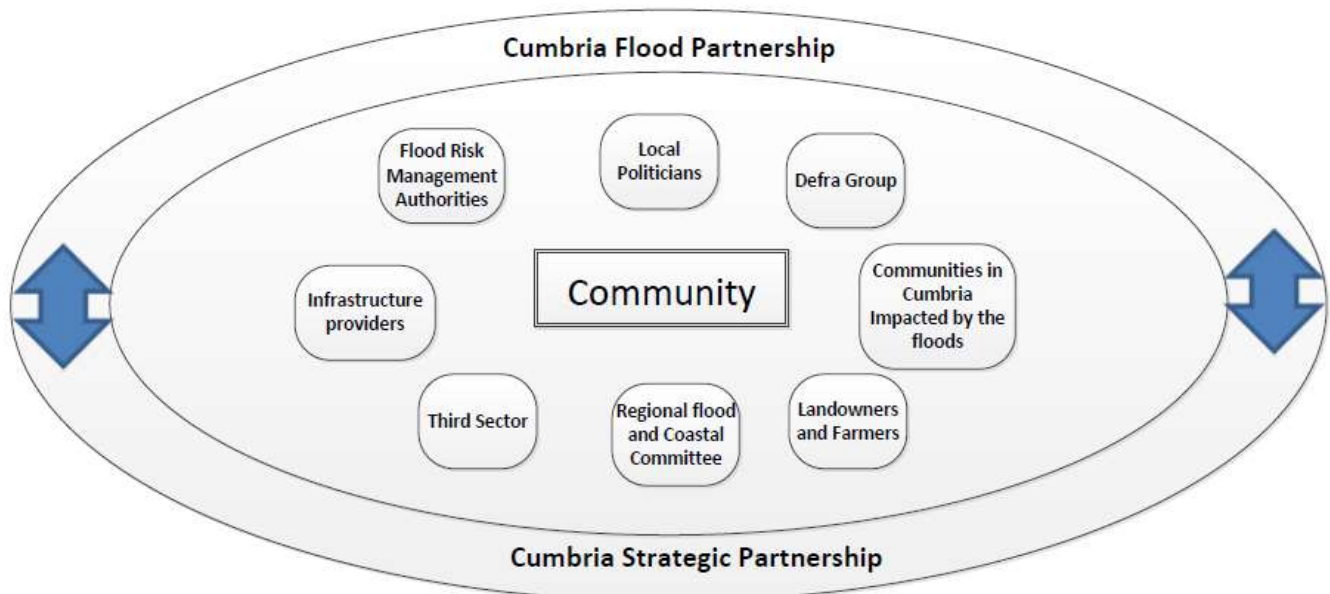 Cumbria Flood Partnership
Flood Risk
Management
Authorities
Local
Politicians
Defra Group
Infrastructure
providers
Community
Communities in
Cumbria
Impacted by the
floods
Third Sector
Regional flood
and Coastal
Committee
Landowners
and Farmers
Cumbria Strategic Partnership